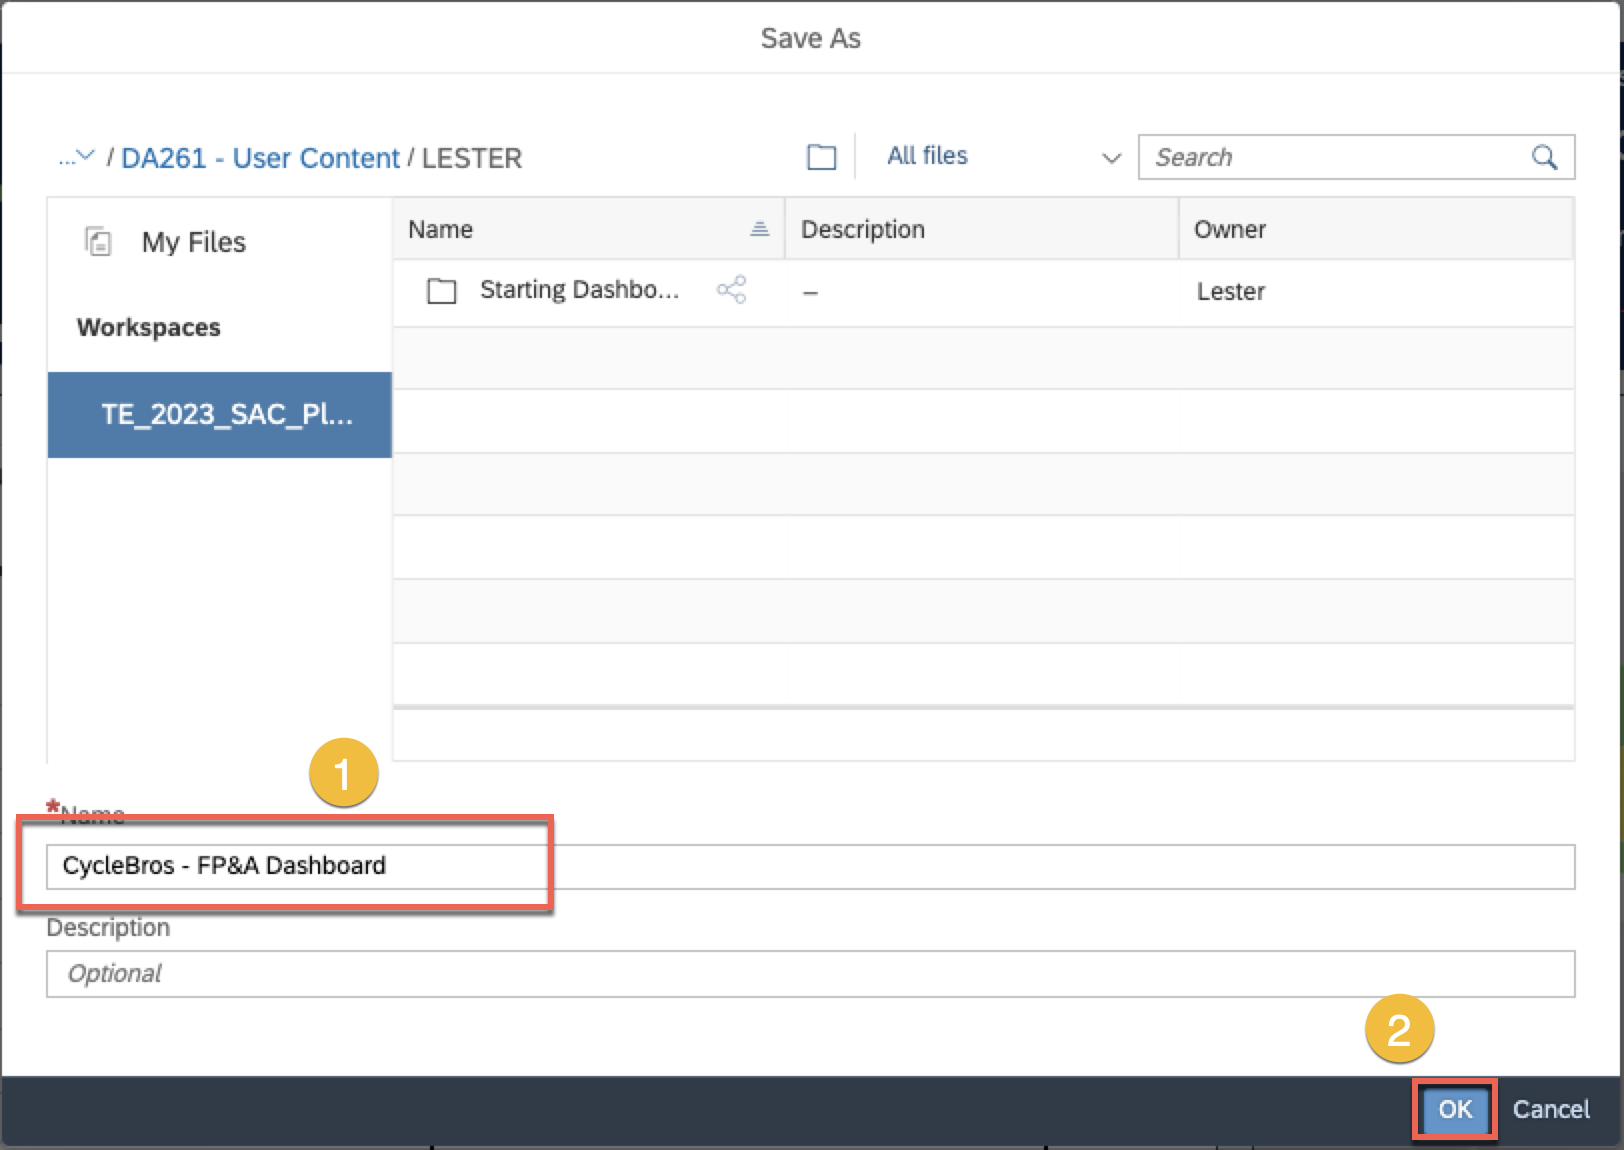 Save As
... / DA261 - User Content / LESTER
All files
Search
My Files
Workspaces
TE_2023_SAC_Pl...
Name
Description
Owner
Starting Dashbo...
–
Lester
1
*Name
CycleBros - FP&A Dashboard
Description
Optional
2
OK
Cancel